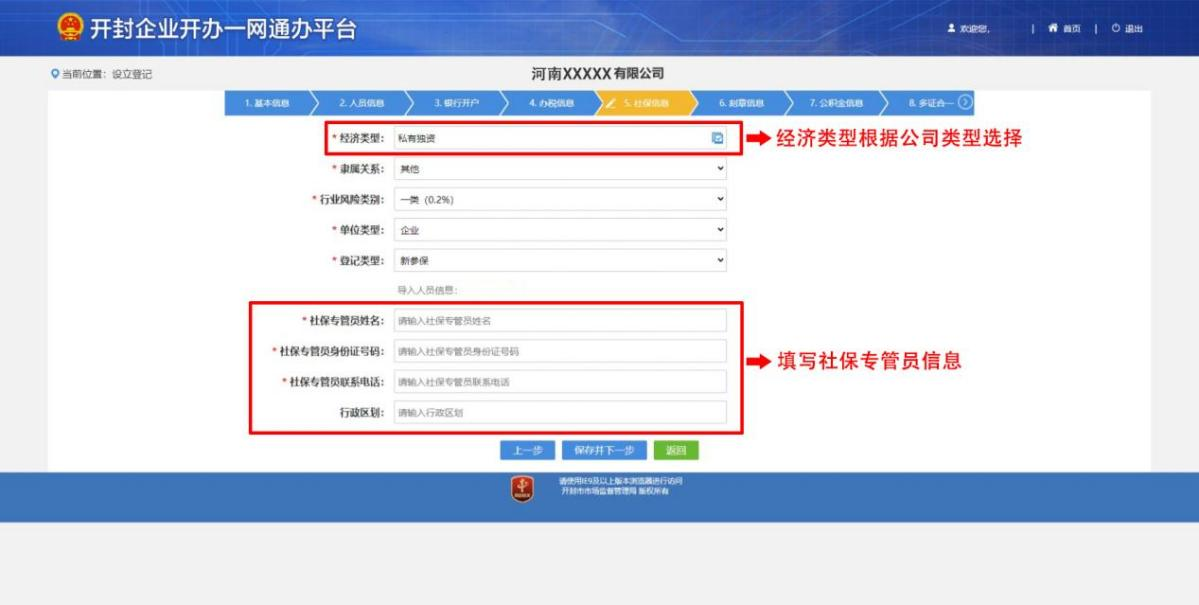 开封企业开办一网通办平台
欢迎您, | 首页 | 退出
当前位置：设立登记
河南XXXXX有限公司
1. 基本信息 2. 人员信息 3. 银行开户 4. 办税信息 5. 社保信息 6. 刻章信息 7. 公积金信息 8. 多证合一
* 经济类型： 私有独资
经济类型根据公司类型选择
* 隶属关系： 其他
* 行业风险类别： 一类（0.2%）
* 单位类型： 企业
* 登记类型： 新参保
导入人员信息：
* 社保专管员姓名： 请输入社保专管员姓名
* 社保专管员身份证号码： 请输入社保专管员身份证号码
填写社保专管员信息
* 社保专管员联系电话： 请输入社保专管员联系电话
行政区划： 请输入行政区划
上一步 保存并下一步 返回
请使用IE9及以上版本浏览器进行访问
开封市市场监督管理局 版权所有